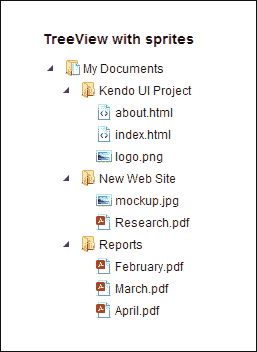 TreeView with sprites
My Documents
Kendo UI Project
about.html
index.html
logo.png
New Web Site
mockup.jpg
Research.pdf
Reports
February.pdf
March.pdf
April.pdf